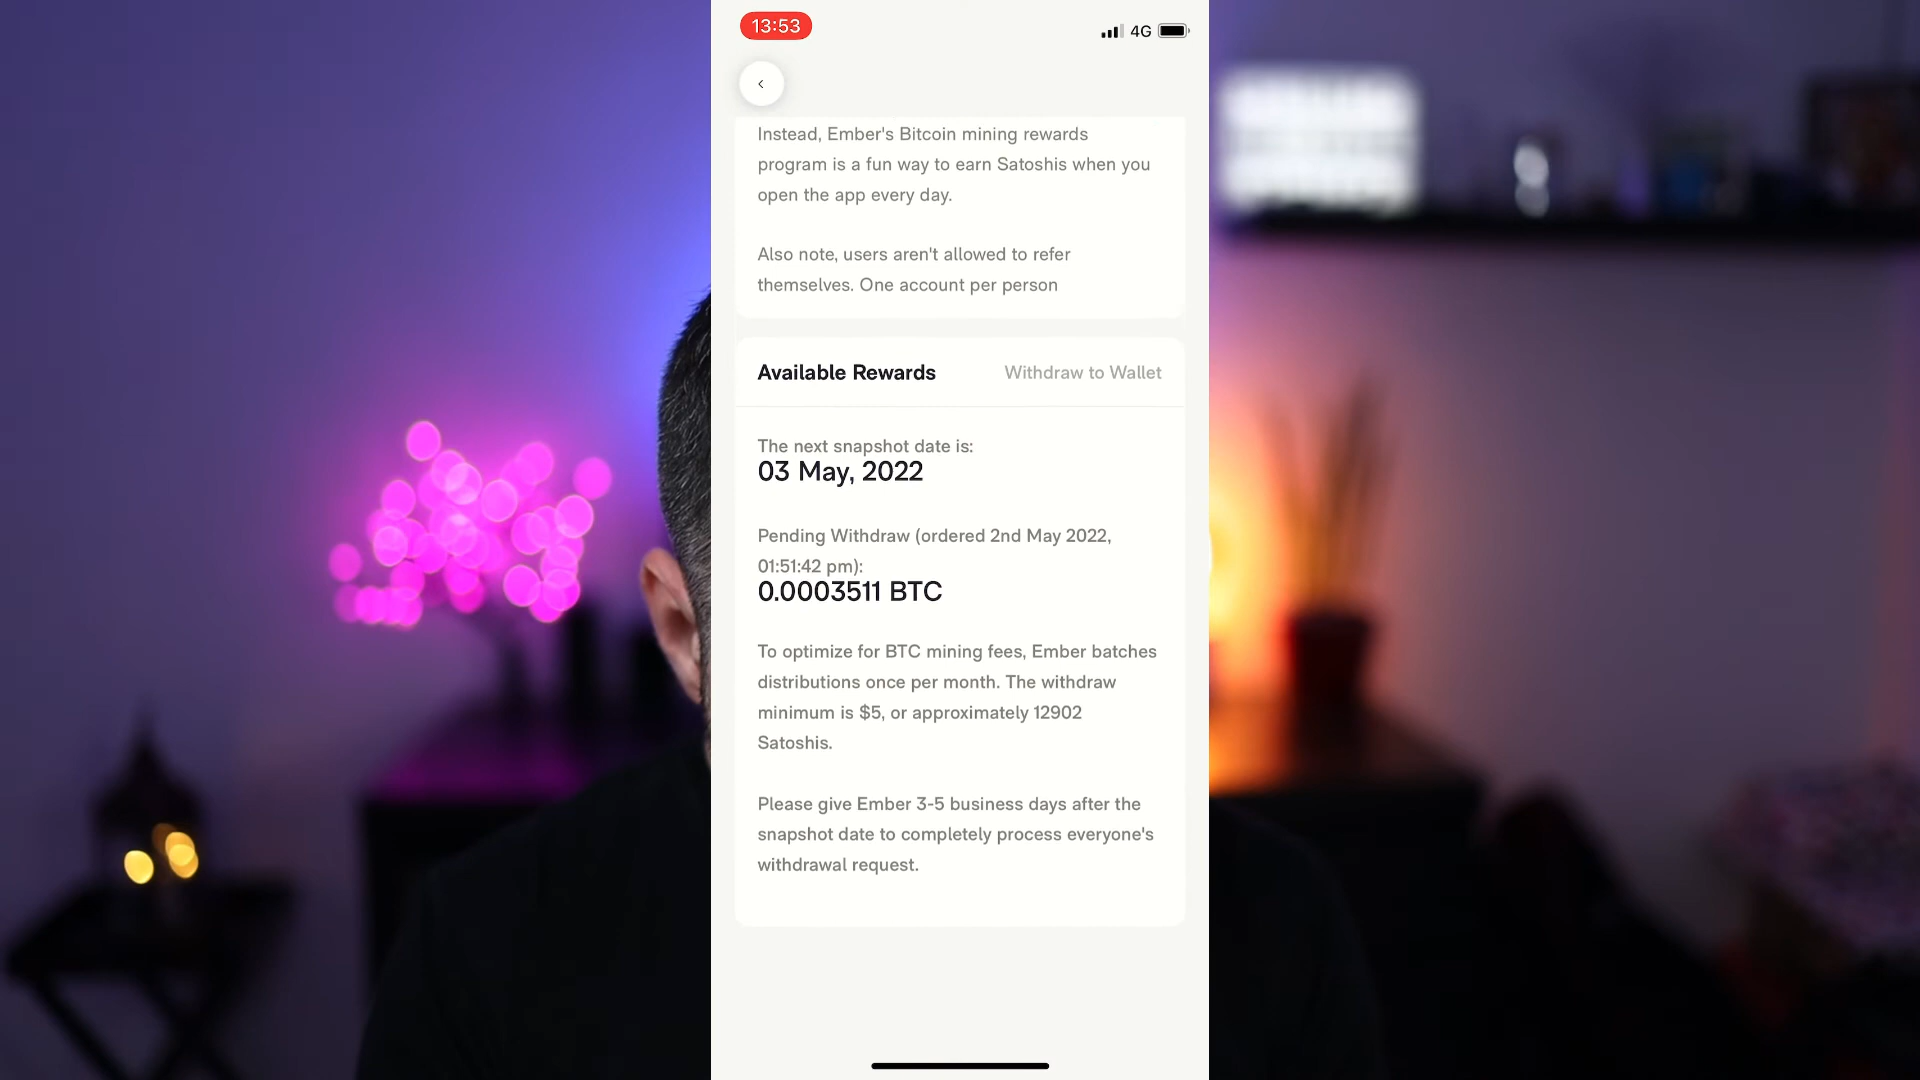 13:53
4G
Instead, Ember's Bitcoin mining rewards
program is a fun way to earn Satoshis when you
open the app every day.
Also note, users aren't allowed to refer
themselves. One account per person
Available Rewards
Withdraw to Wallet
The next snapshot date is:
03 May, 2022
Pending Withdraw (ordered 2nd May 2022,
01:51:42 pm):
0.0003511 BTC
To optimize for BTC mining fees, Ember batches
distributions once per month. The withdraw
minimum is $5, or approximately 12902
Satoshis.
Please give Ember 3-5 business days after the
snapshot date to completely process everyone's
withdrawal request.